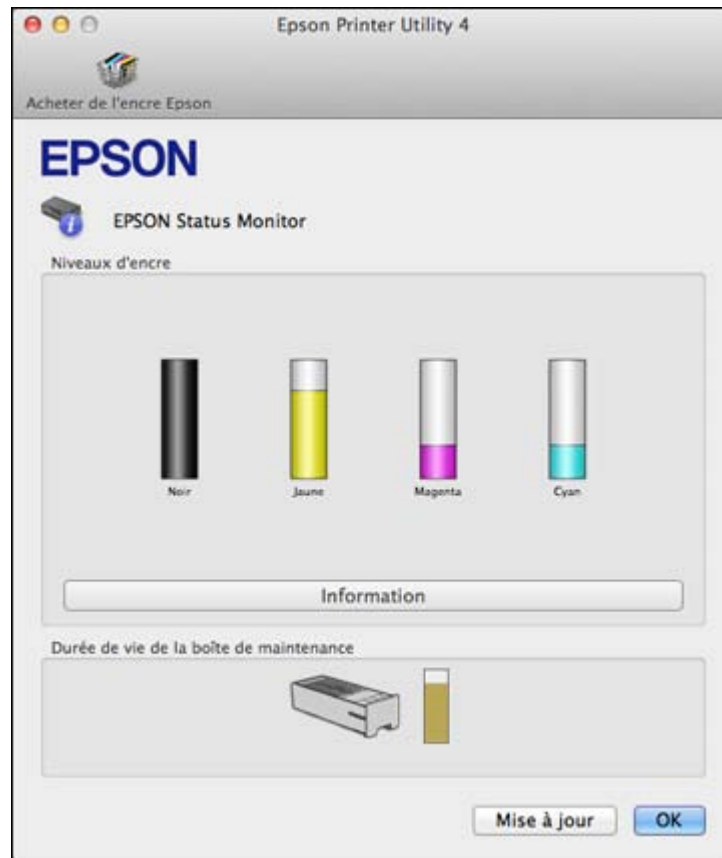 Epson Printer Utility 4
Acheter de l'encre Epson
EPSON
EPSON Status Monitor
Niveaux d'encre
Noir Jaune Magenta Cyan
Information
Durée de vie de la boîte de maintenance
Mise à jour OK